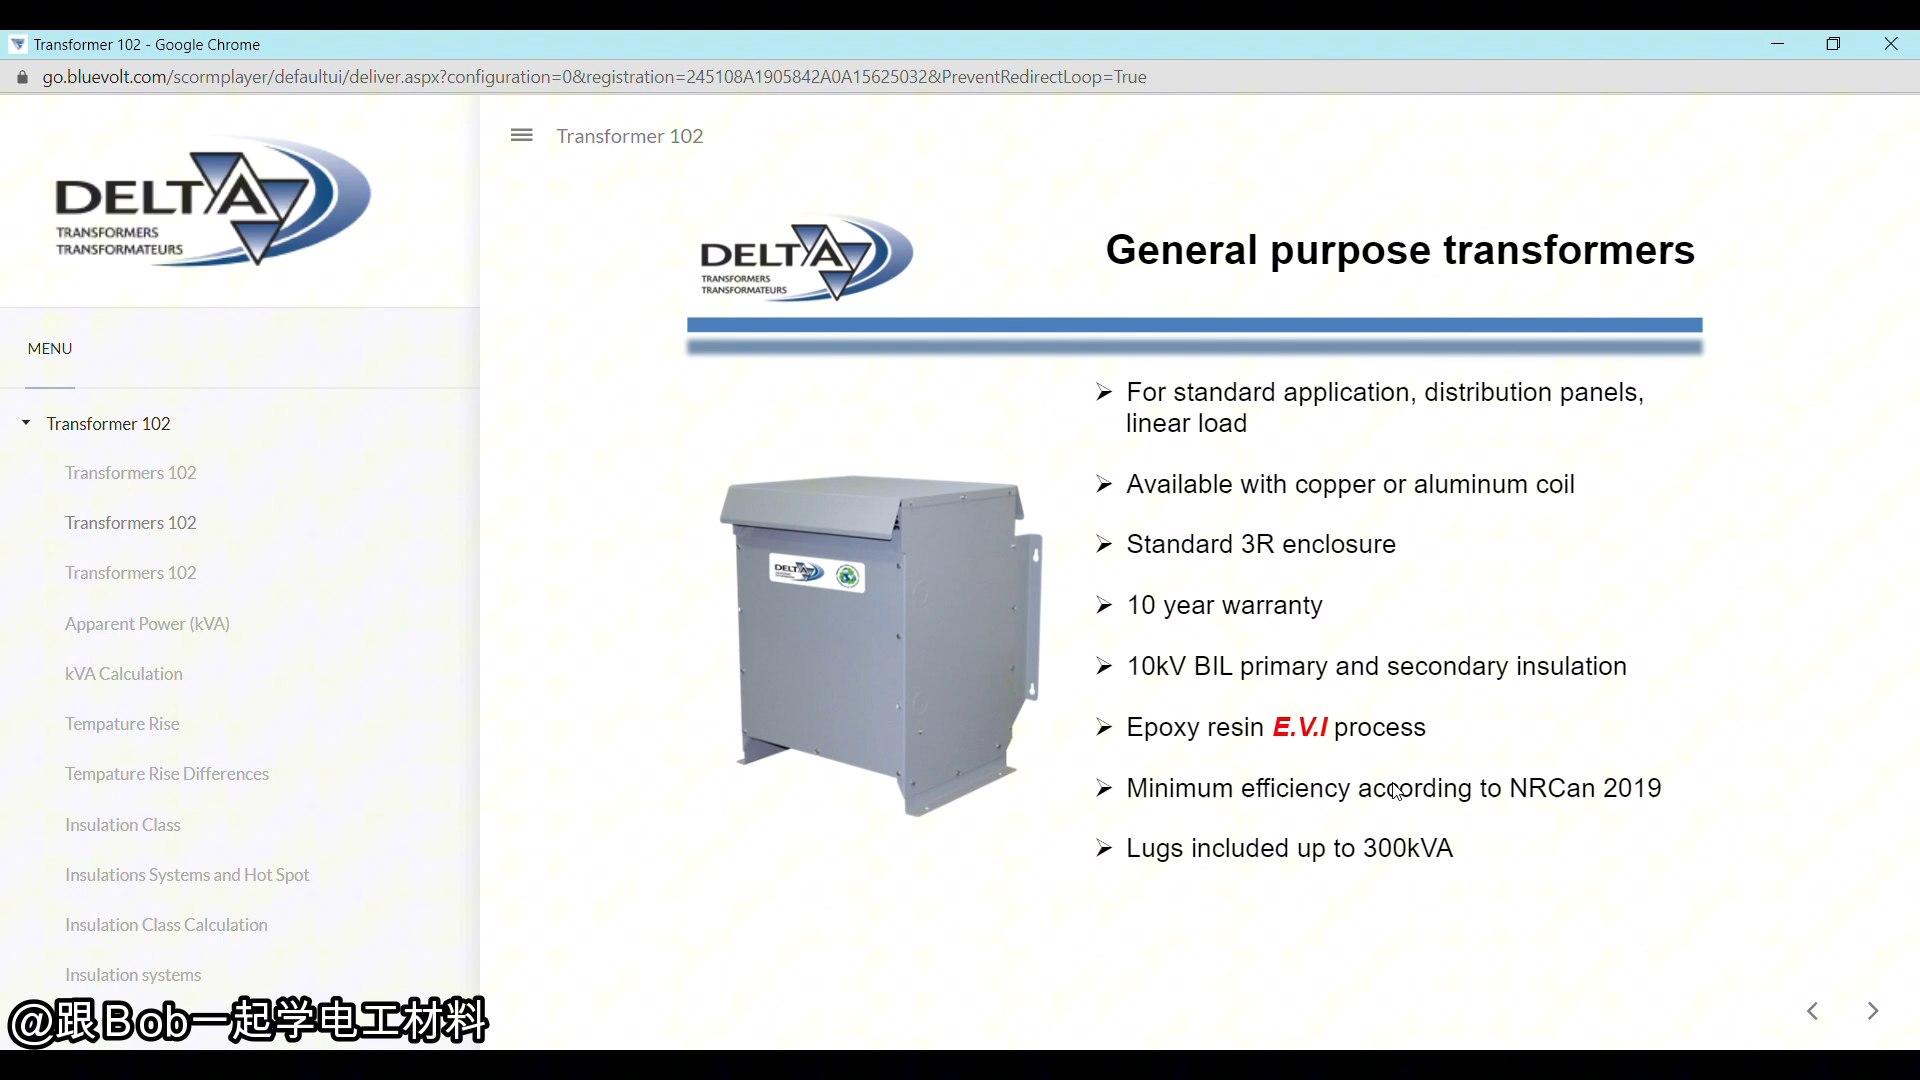 Transformer 102 - Google Chrome
go.bluevolt.com/scormplayer/defaultui/deliver.aspx?configuration=0&registration=245108A1905842A0A15625032&PreventRedirectLoop=True
DELTA
TRANSFORMERS
TRANSFORMATEURS
MENU
Transformer 102
Transformers 102
Transformers 102
Transformers 102
Apparent Power (kVA)
kVA Calculation
Tempature Rise
Tempature Rise Differences
Insulation Class
Insulations Systems and Hot Spot
Insulation Class Calculation
Insulation systems
Transformer 102
DELTA
TRANSFORMERS
TRANSFORMATEURS
General purpose transformers
DELTA
For standard application, distribution panels,
linear load
Available with copper or aluminum coil
Standard 3R enclosure
10 year warranty
10kV BIL primary and secondary insulation
Epoxy resin E.V.I process
Minimum efficiency according to NRCan 2019
Lugs included up to 300kVA
@跟Bob一起学电工材料